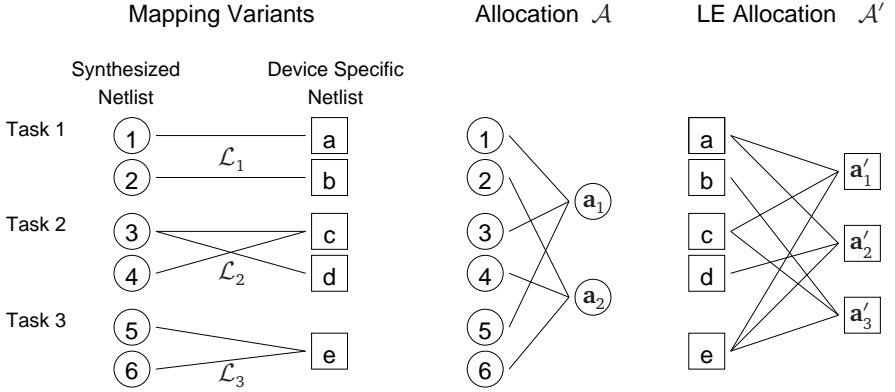 Mapping Variants
Allocation 𝒜
LE Allocation 𝒜′
Synthesized
Netlist
Device Specific
Netlist
Task 1
1
a
ℒ₁
2
b
Task 2
3
c
ℒ₂
4
d
Task 3
5
e
ℒ₃
6
1
2
3
4
5
6
a₁
a₂
a
b
c
d
e
a′₁
a′₂
a′₃